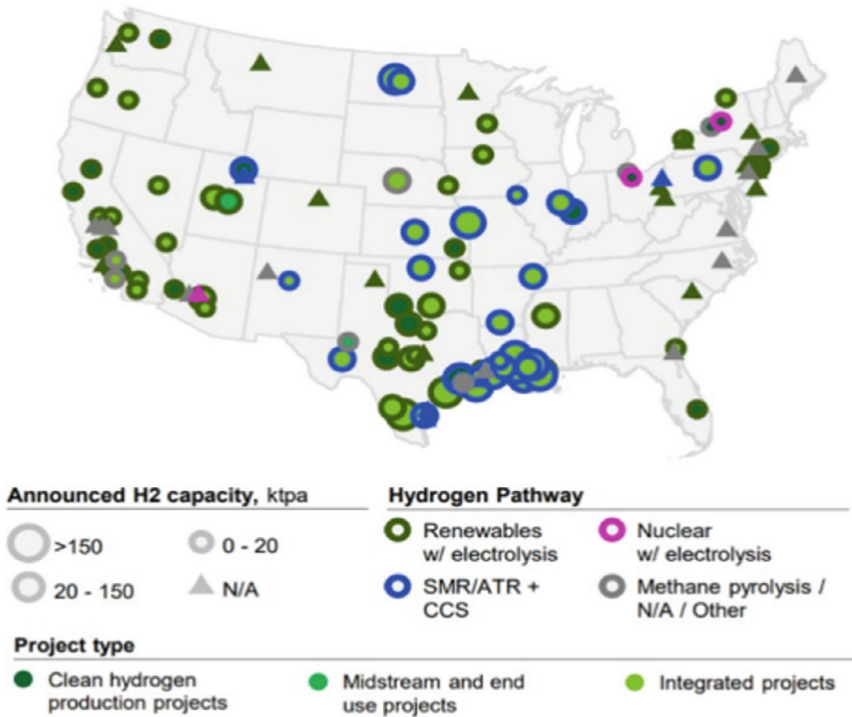 Announced H2 capacity, ktpa
>150
0 - 20
20 - 150
N/A
Hydrogen Pathway
Renewables
w/ electrolysis
Nuclear
w/ electrolysis
SMR/ATR +
CCS
Methane pyrolysis /
N/A / Other
Project type
Clean hydrogen
production projects
Midstream and end
use projects
Integrated projects